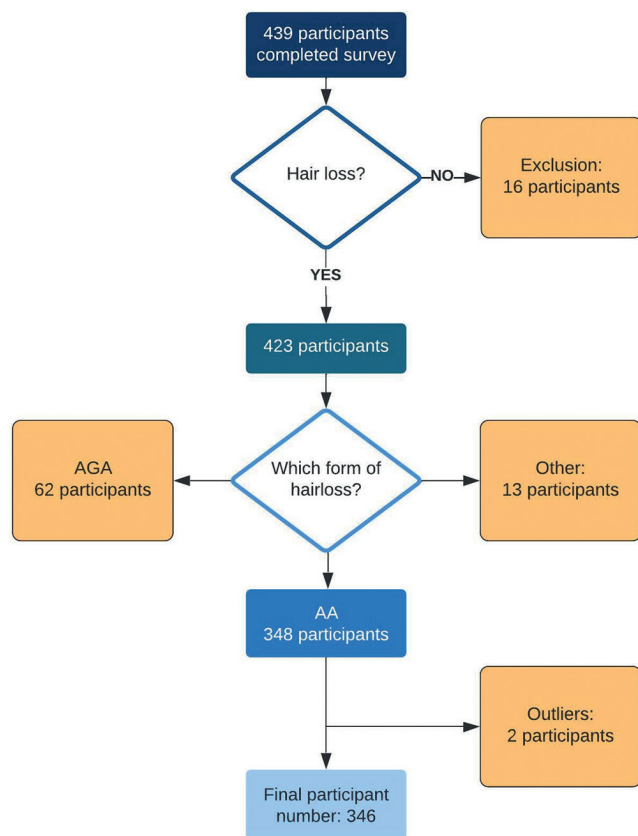 439 participants
completed survey
Hair loss?
NO
Exclusion:
16 participants
YES
423 participants
AGA
62 participants
Which form of
hairloss?
Other:
13 participants
AA
348 participants
Outliers:
2 participants
Final participant
number: 346